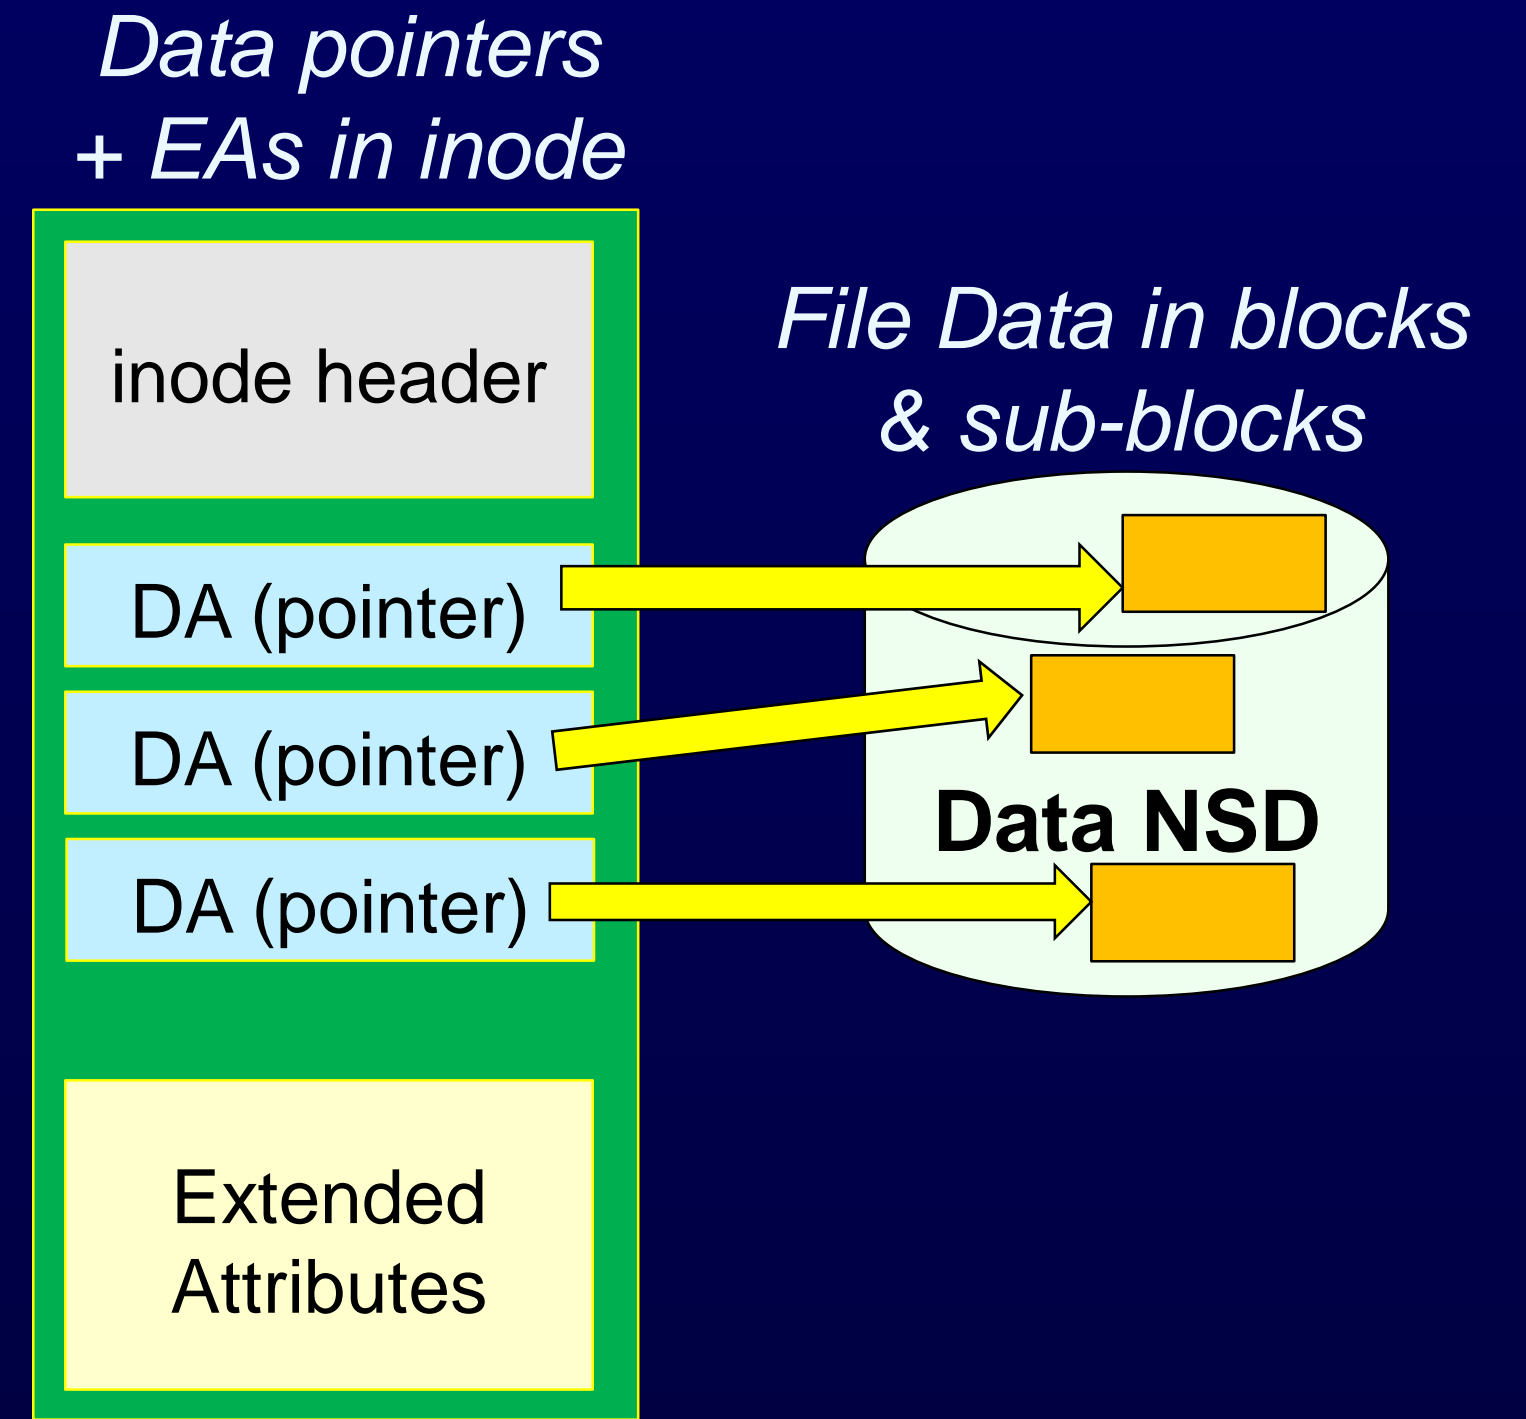 Data pointers
+ EAs in inode
inode header
DA (pointer)
DA (pointer)
DA (pointer)
Extended
Attributes
File Data in blocks
& sub-blocks
Data NSD